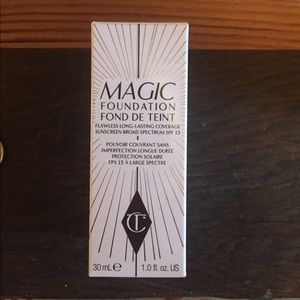 MAGIC
FOUNDATION
FOND DE TEINT
FLAWLESS LONG-LASTING COVERAGE
SUNSCREEN BROAD SPECTRUM SPF 15
POUVOIR COUVRANT SANS
IMPERFECTION LONGUE DURÉE
PROTECTION SOLAIRE
FPS 15 À LARGE SPECTRE
CT
30 mL e 1.0 fl. oz. US